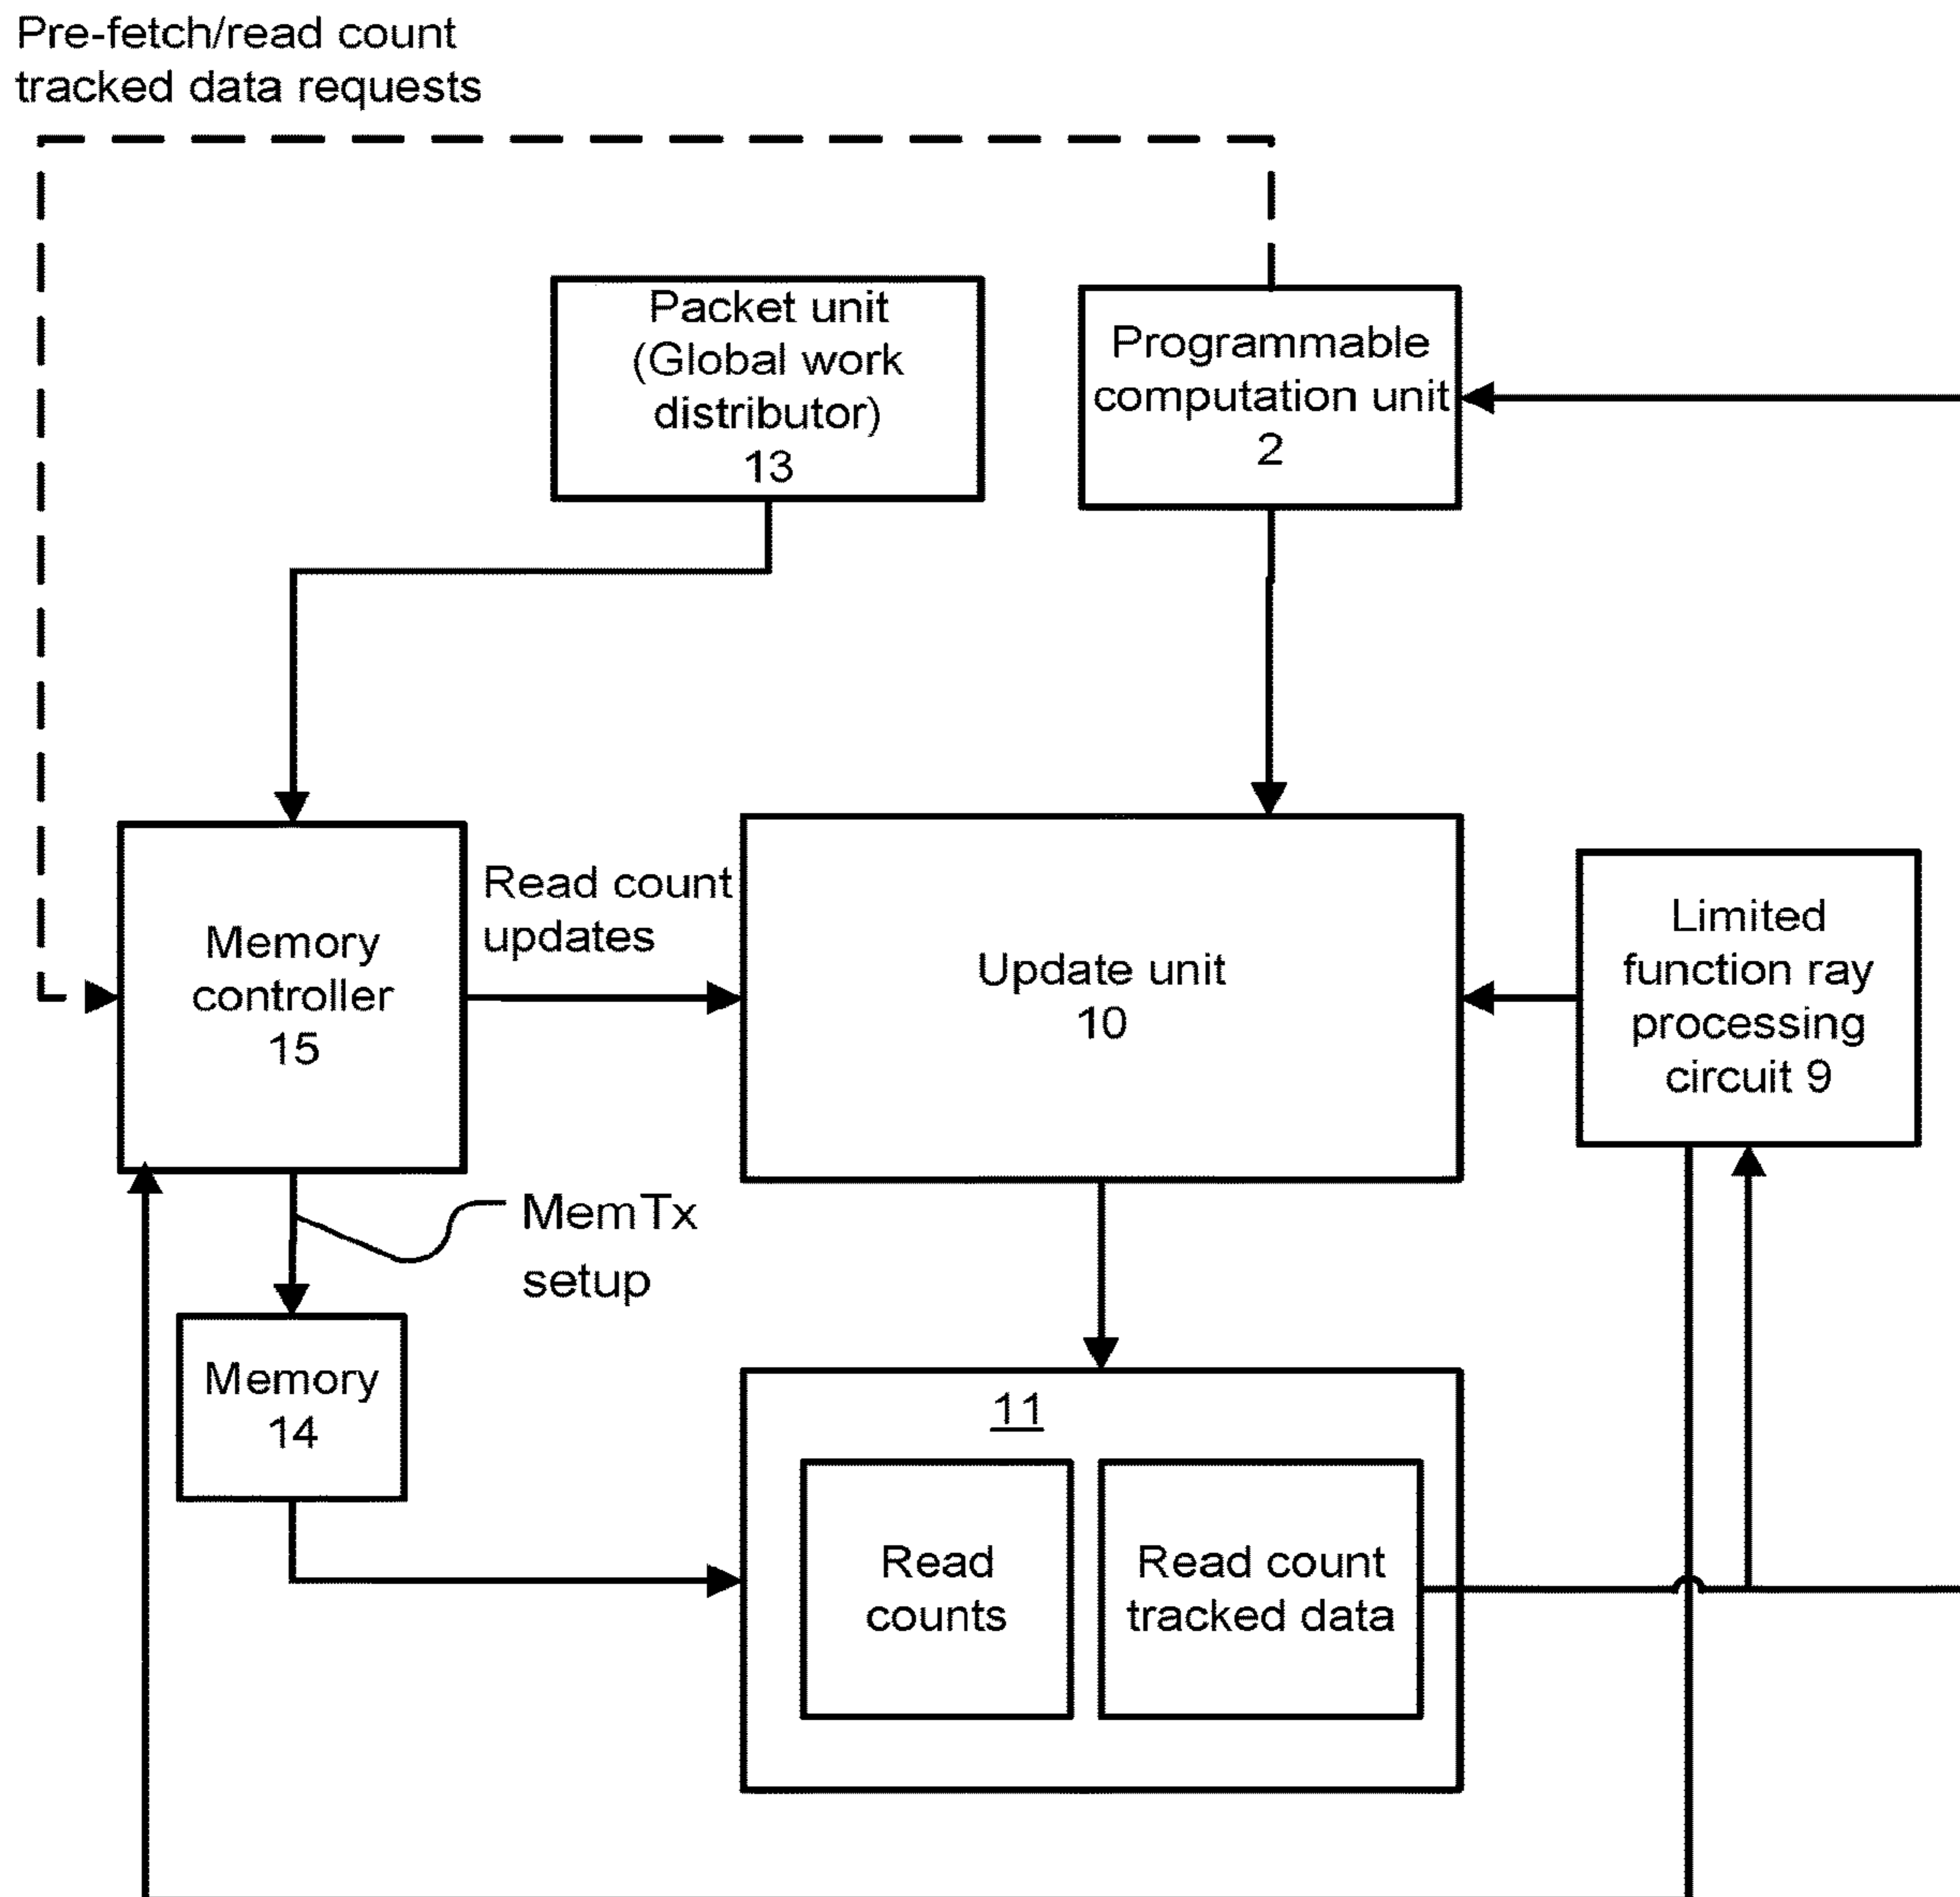 Pre-fetch/read count
tracked data requests
Packet unit
(Global work
distributor)
13
Programmable
computation unit
2
Memory
controller
15
Read count
updates
Update unit
10
Limited
function ray
processing
circuit 9
MemTx
setup
Memory
14
11
Read
counts
Read count
tracked data